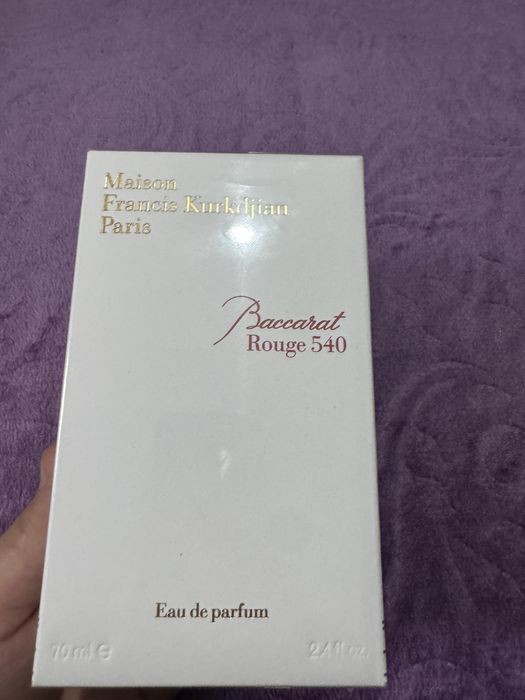 Maison
Francis Kurkdjian
Paris
Baccarat
Rouge 540
Eau de parfum
70 ml ℮ 2.4 fl oz.